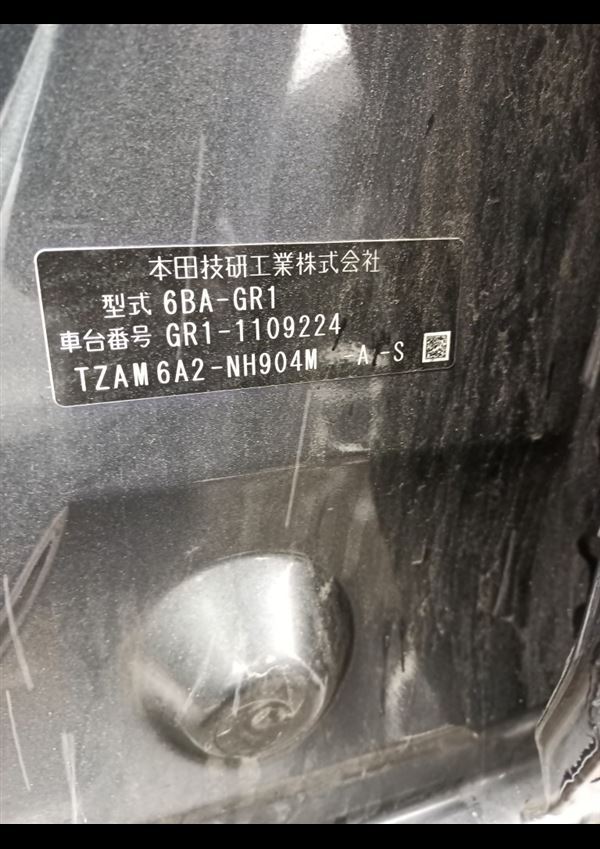 本田技研工業株式会社
型式 6BA-GR1
車台番号 GR1-1109224
TZAM6A2-NH904M -A -S